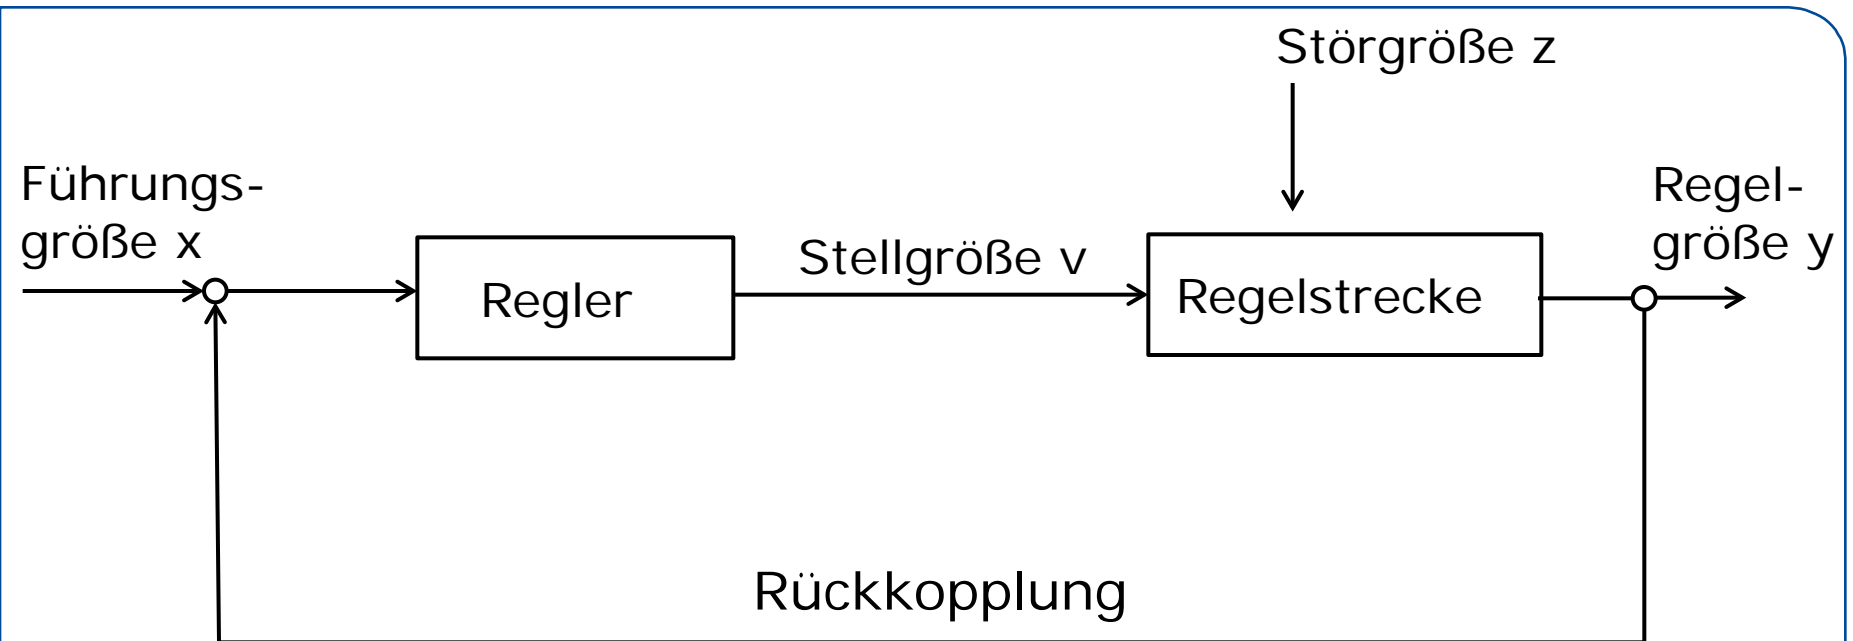 Störgröße z
Führungs-
größe x
Regler
Stellgröße v
Regelstrecke
Regel-
größe y
Rückkopplung